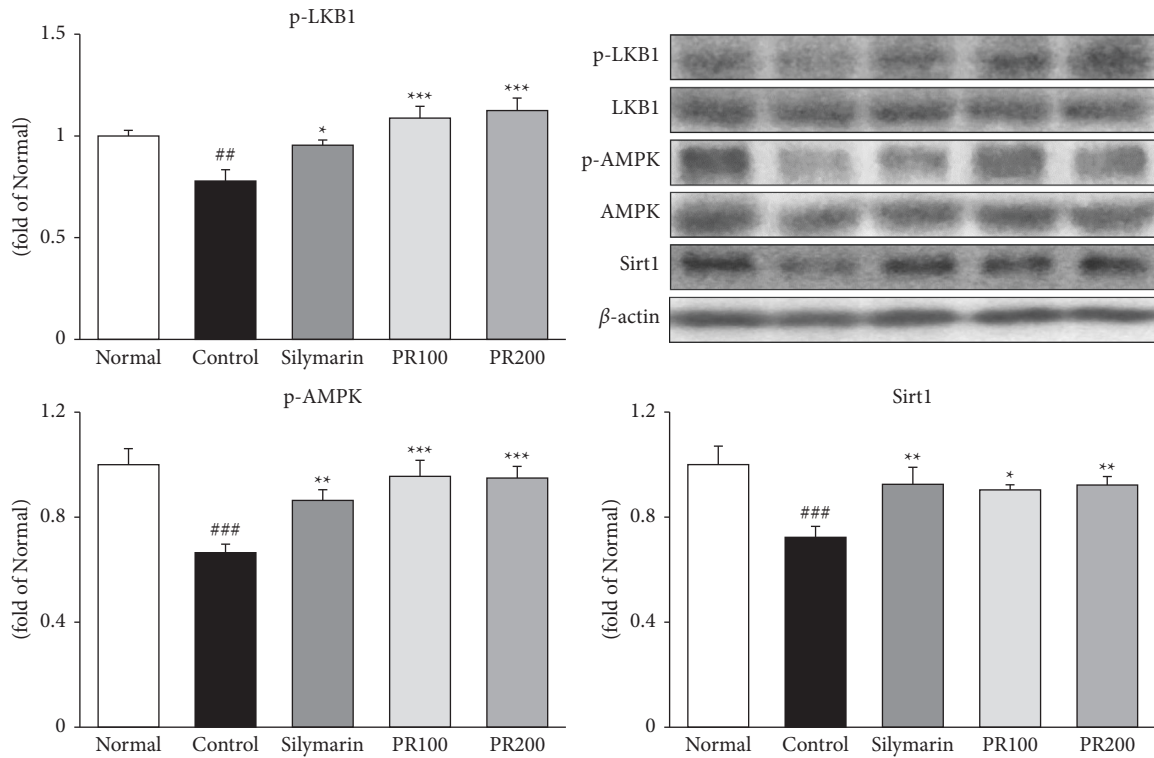 p-LKB1
1.5
1
0.5
0
(fold of Normal)
##
*
***
***
Normal Control Silymarin PR100 PR200
p-LKB1
LKB1
p-AMPK
AMPK
Sirt1
β-actin
p-AMPK
1.2
0.8
0.4
0
(fold of Normal)
###
**
***
***
Normal Control Silymarin PR100 PR200
Sirt1
1.2
0.8
0.4
0
(fold of Normal)
###
**
*
**
Normal Control Silymarin PR100 PR200